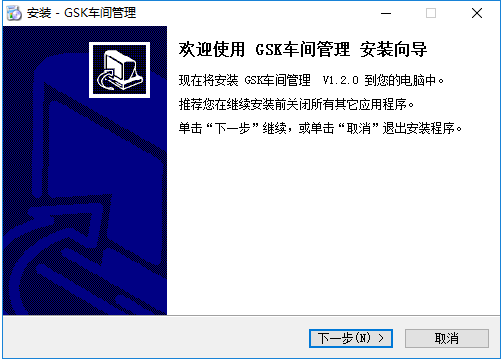 安装 - GSK车间管理
欢迎使用 GSK车间管理 安装向导
现在将安装 GSK车间管理  V1.2.0 到您的电脑中。
推荐您在继续安装前关闭所有其它应用程序。
单击“下一步”继续，或单击“取消”退出安装程序。
下一步(N) >
取消